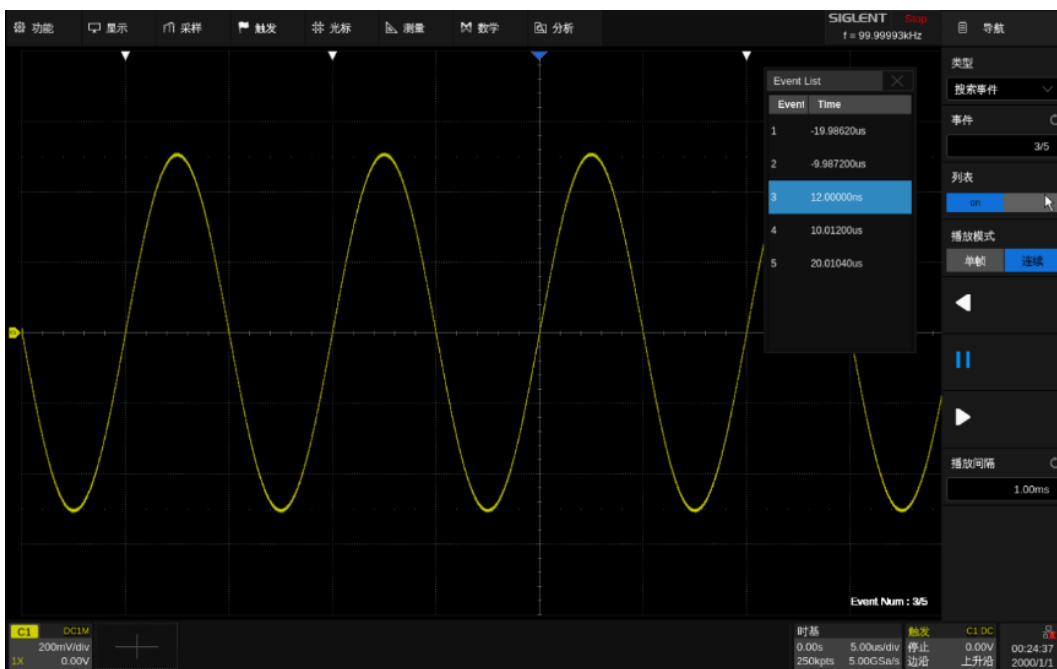 功能 显示 采样 触发 光标 测量 数学 分析
SIGLENT Stop
f = 99.99993kHz
导航
类型
搜索事件
事件
3/5
列表
on
播放模式
单帧 连续
播放间隔
1.00ms
Event List
Event Time
1 -19.98620us
2 -9.987200us
3 12.00000ns
4 10.01200us
5 20.01040us
Event Num : 3/5
C1 DC1M
200mV/div
1X 0.00V
时基
0.00s 5.00us/div
250kpts 5.00GSa/s
触发 C1 DC
停止 0.00V
边沿 上升沿
00:24:37
2000/1/1